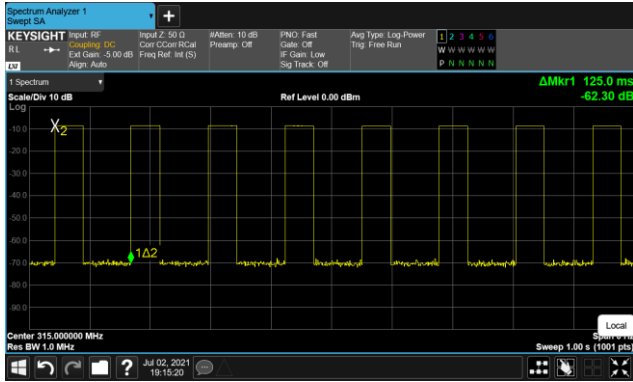 Spectrum Analyzer 1
Swept SA
KEYSIGHT Input: RF Input Z: 50 Ω #Atten: 10 dB PNO: Fast Avg Type: Log-Power 1 2 3 4 5 6
R L Coupling: DC Corr CCorr RCal Preamp: Off Gate: Off Trig: Free Run W W W W W W
Ext Gain: -5.00 dB Freq Ref: Int (S) IF Gain: Low P N N N N N
LXI Align: Auto Sig Track: Off
1 Spectrum ΔMkr1 125.0 ms
Scale/Div 10 dB Ref Level 0.00 dBm -62.30 dB
Log
-10.0
X2
-20.0
-30.0
-40.0
-50.0
-60.0
1Δ2
-70.0
-80.0
-90.0
Local
Center 315.000000 MHz
Res BW 1.0 MHz Sweep 1.00 s (1001 pts)
? Jul 02, 2021
19:15:20